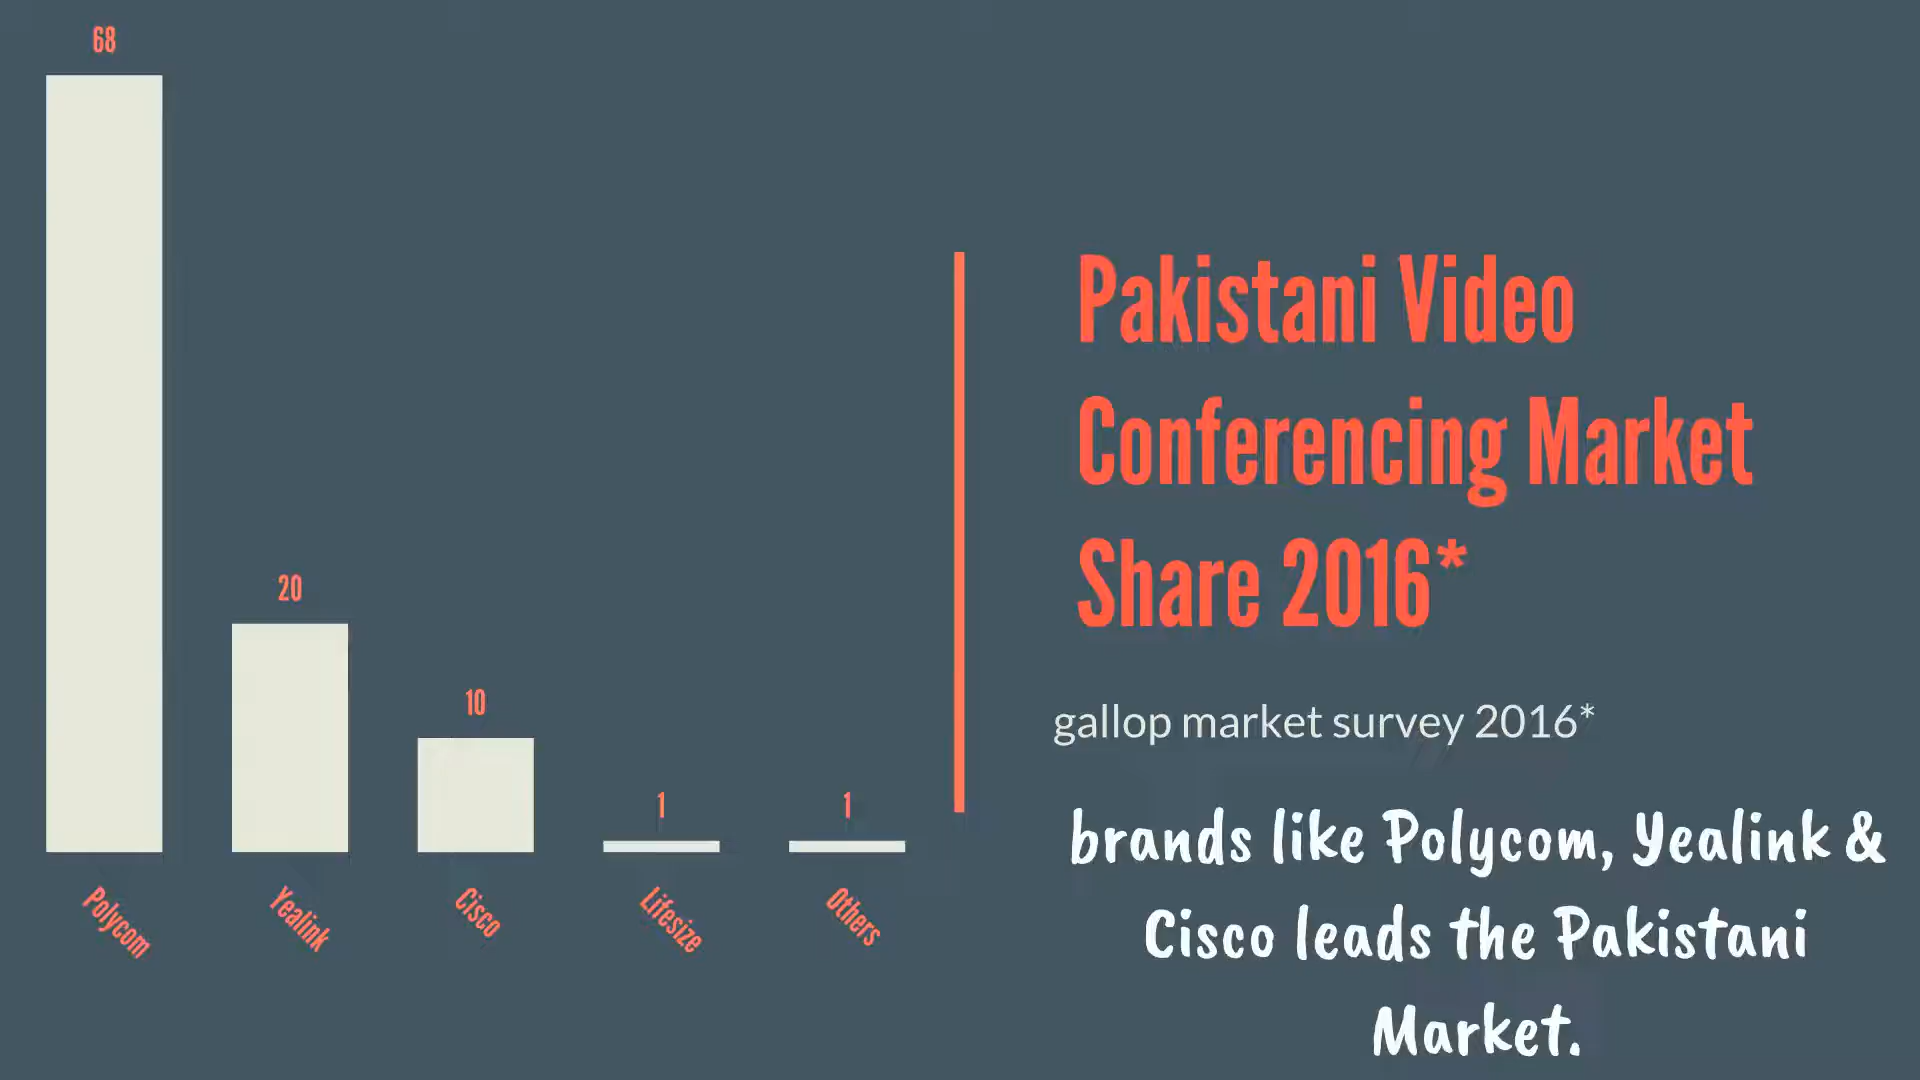 68
20
10
1
1
Polycom
Yealink
Cisco
Lifesize
Others
Pakistani Video
Conferencing Market
Share 2016*
gallop market survey 2016*
brands like Polycom, Yealink &
Cisco leads the Pakistani
Market.